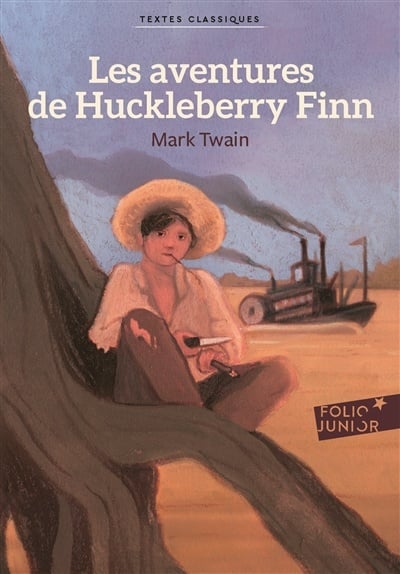 TEXTES CLASSIQUES
Les aventures
de Huckleberry Finn
Mark Twain
FOLIO
JUNIOR